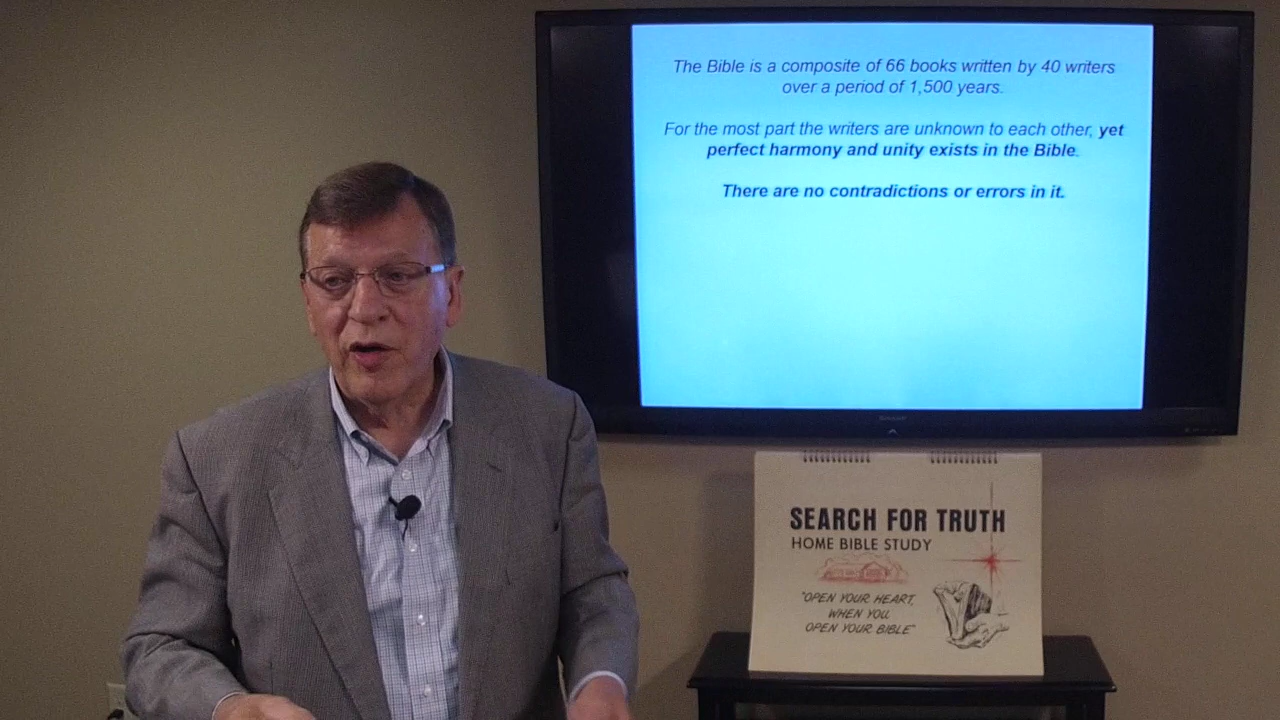 The Bible is a composite of 66 books written by 40 writers
over a period of 1,500 years.
For the most part the writers are unknown to each other, yet
perfect harmony and unity exists in the Bible.
There are no contradictions or errors in it.
SEARCH FOR TRUTH
HOME BIBLE STUDY
"OPEN YOUR HEART,
WHEN YOU
OPEN YOUR BIBLE"